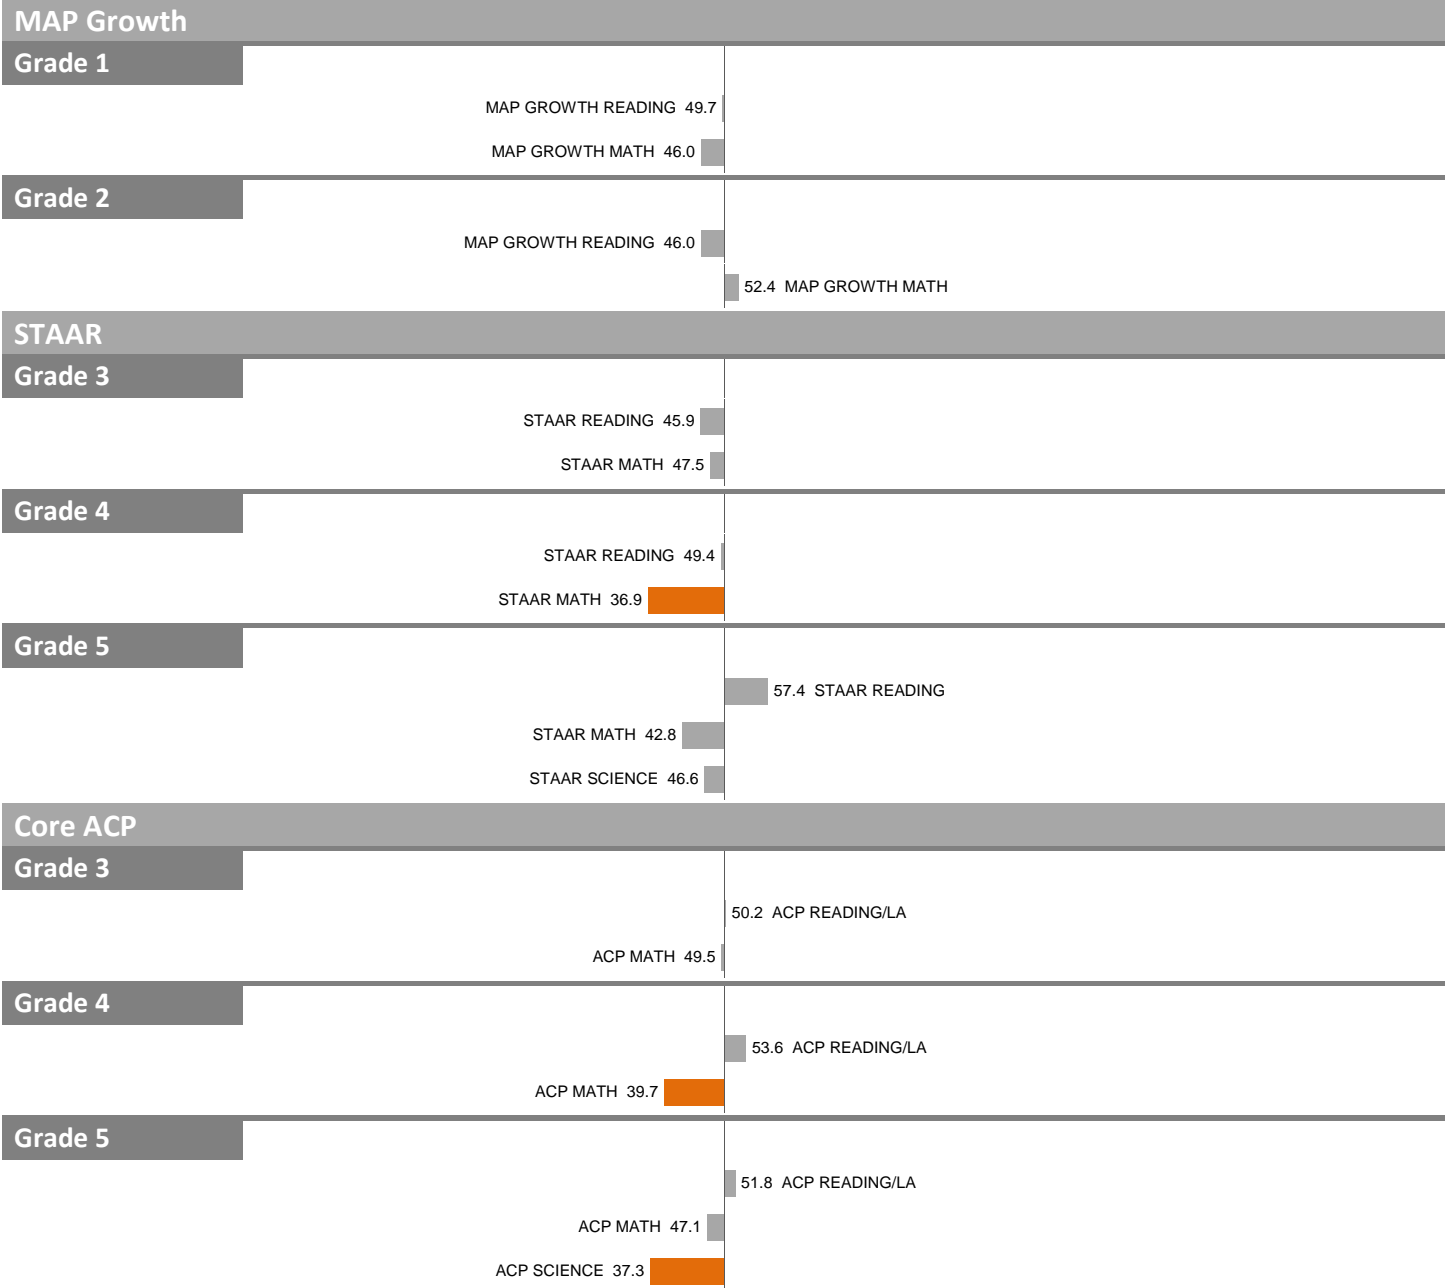 MAP Growth
Grade 1
MAP GROWTH READING 49.7
MAP GROWTH MATH 46.0
Grade 2
MAP GROWTH READING 46.0
52.4 MAP GROWTH MATH
STAAR
Grade 3
STAAR READING 45.9
STAAR MATH 47.5
Grade 4
STAAR READING 49.4
STAAR MATH 36.9
Grade 5
57.4 STAAR READING
STAAR MATH 42.8
STAAR SCIENCE 46.6
Core ACP
Grade 3
50.2 ACP READING/LA
ACP MATH 49.5
Grade 4
53.6 ACP READING/LA
ACP MATH 39.7
Grade 5
51.8 ACP READING/LA
ACP MATH 47.1
ACP SCIENCE 37.3